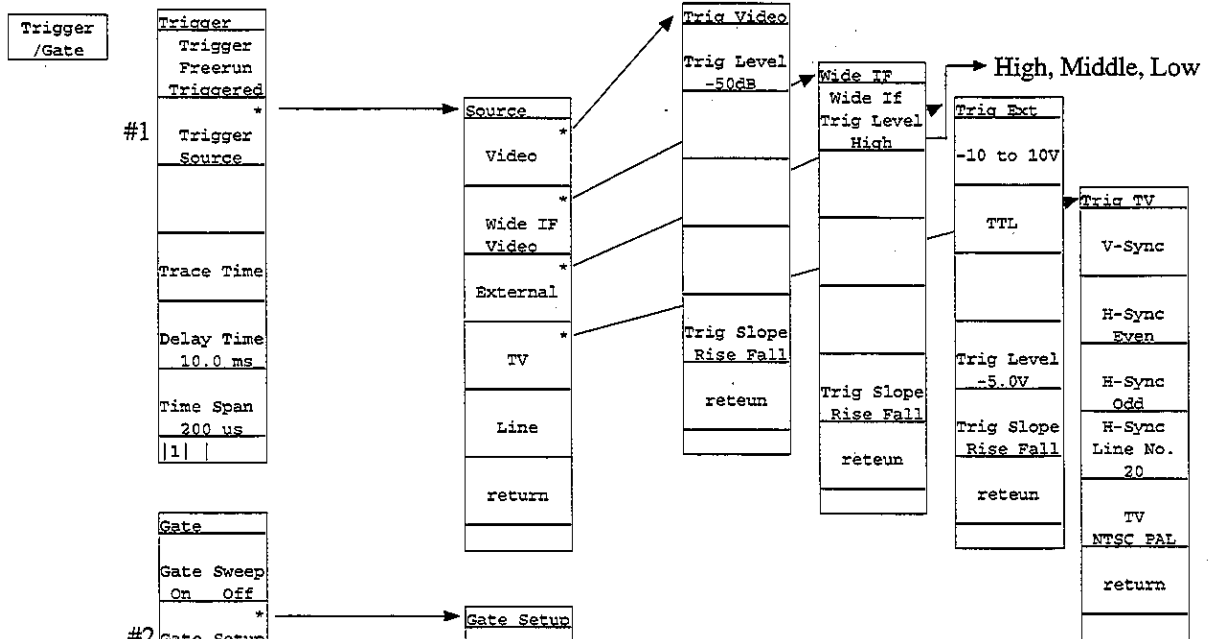 Trigger
/Gate
Trigger
Trigger
Freerun
Triggered
*
#1
Trigger
Source
Trace Time
Delay Time
10.0 ms
Time Span
200 us
|1| |
Source
*
Video
*
Wide IF
Video
*
External
*
TV
Line
return
Trig Video
Trig Level
-50dB
Trig Slope
Rise Fall
reteun
Wide IF
Wide If
Trig Level
High
Trig Slope
Rise Fall
reteun
High, Middle, Low
Trig Ext
-10 to 10V
TTL
Trig Level
-5.0V
Trig Slope
Rise Fall
reteun
Trig TV
V-Sync
H-Sync
Even
H-Sync
Odd
H-Sync
Line No.
20
TV
NTSC PAL
return
Gate
Gate Sweep
On Off
*
#2
Gate Setup
Gate Setup